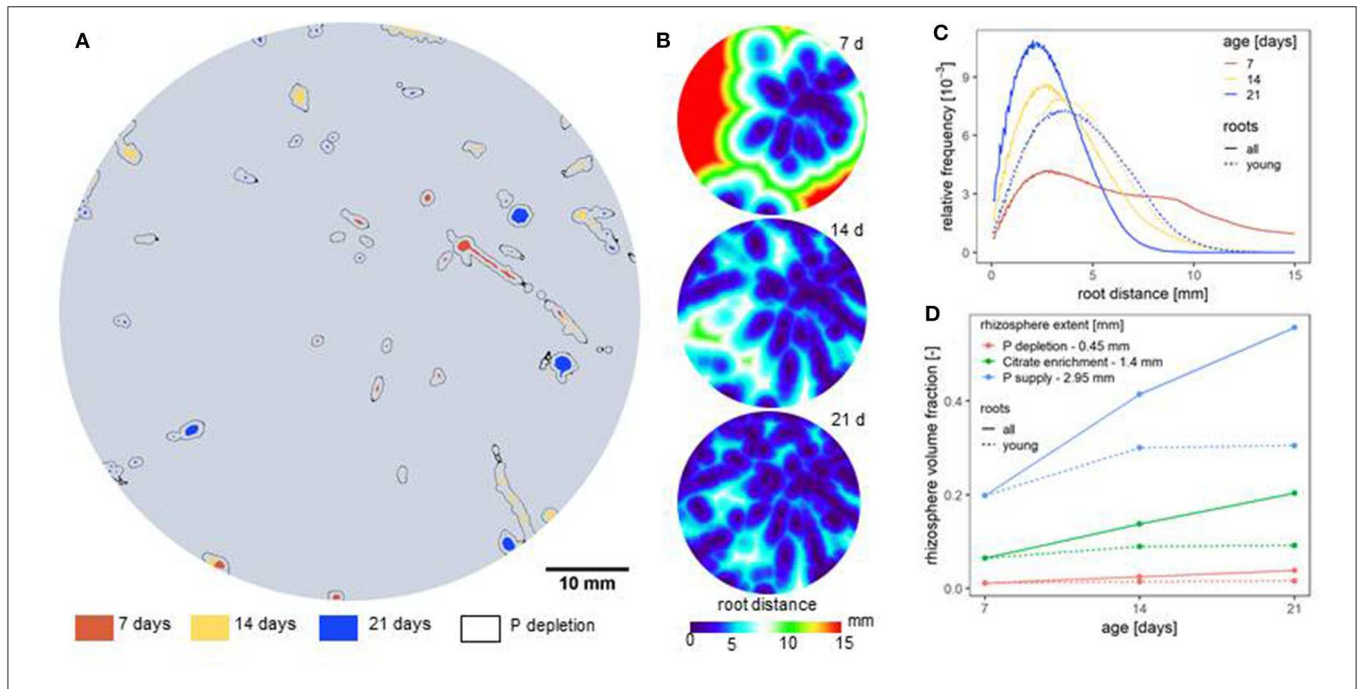 A
10 mm
7 days
14 days
21 days
P depletion
B
7 d
14 d
21 d
root distance
mm
0
5
10
15
C
relative frequency [10⁻³]
9
6
3
0
0
5
10
15
root distance [mm]
age [days]
7
14
21
roots
all
young
D
rhizosphere volume fraction [-]
0.4
0.2
0.0
7
14
21
age [days]
rhizosphere extent [mm]
P depletion - 0.45 mm
Citrate enrichment - 1.4 mm
P supply - 2.95 mm
roots
all
young